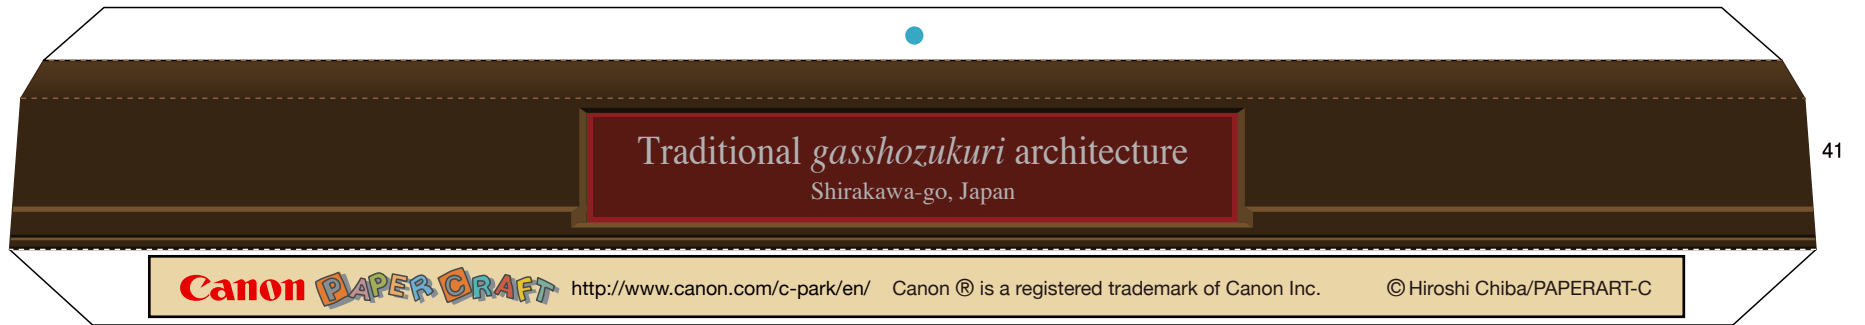 Traditional gasshozukuri architecture
Shirakawa-go, Japan
41
Canon PAPER CRAFT http://www.canon.com/c-park/en/ Canon ® is a registered trademark of Canon Inc. © Hiroshi Chiba/PAPERART-C